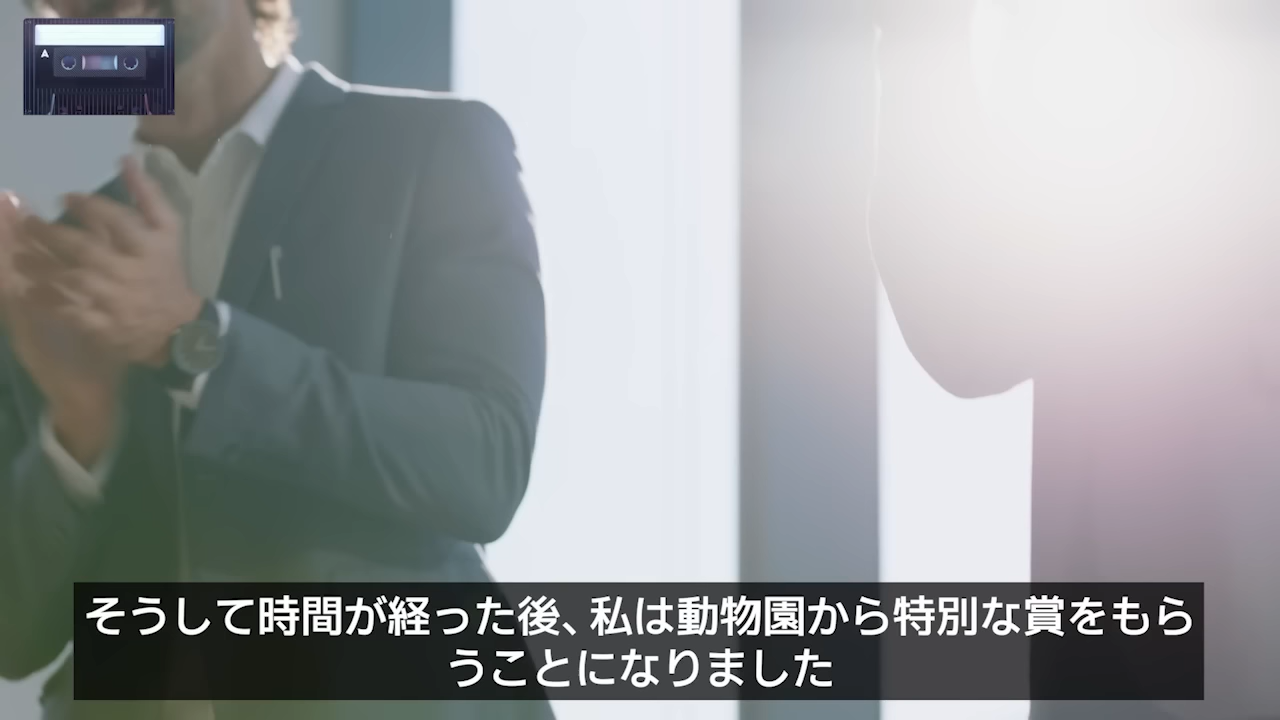 A
そうして時間が経った後、私は動物園から特別な賞をもら
うことになりました